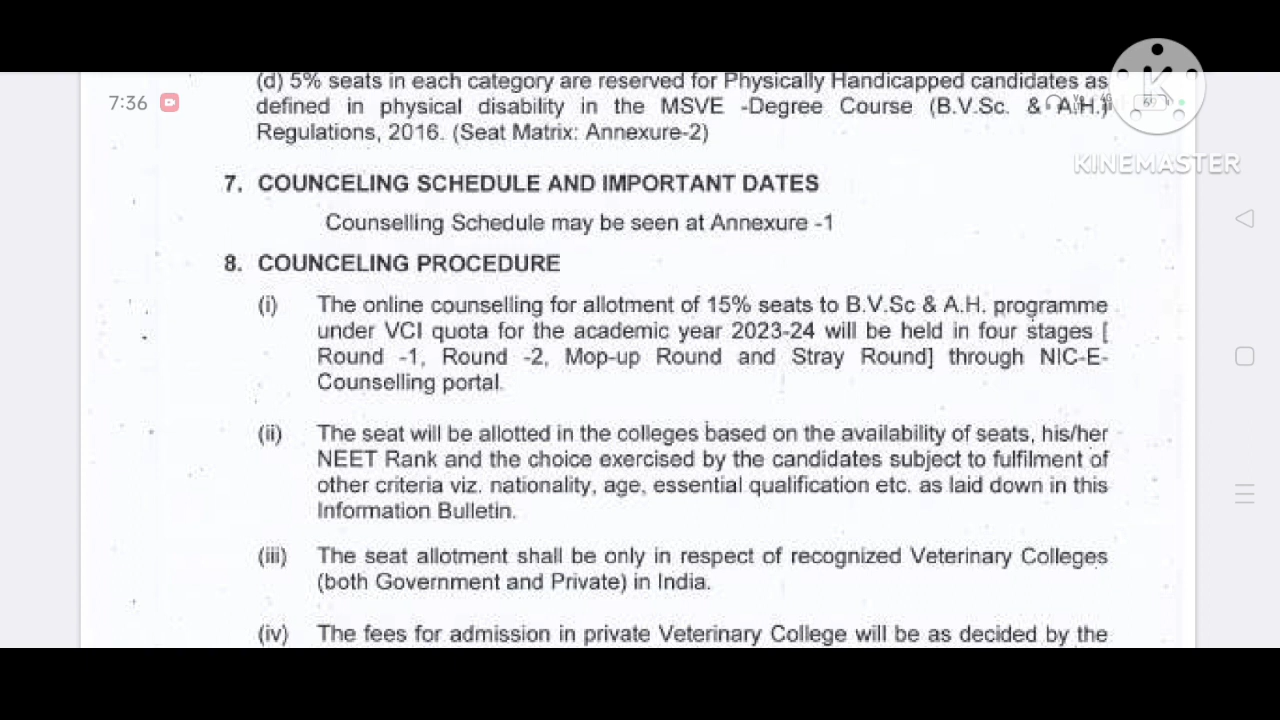 (d) 5% seats in each category are reserved for Physically Handicapped candidates as
7:36
defined in physical disability in the MSVE -Degree Course (B.V.Sc. & A.H.)
Regulations, 2016. (Seat Matrix: Annexure-2)
KINEMASTER
7. COUNCELING SCHEDULE AND IMPORTANT DATES
Counselling Schedule may be seen at Annexure -1
8. COUNCELING PROCEDURE
(i) The online counselling for allotment of 15% seats to B.V.Sc & A.H. programme
under VCI quota for the academic year 2023-24 will be held in four stages [
Round -1, Round -2, Mop-up Round and Stray Round] through NIC-E-
Counselling portal.
(ii) The seat will be allotted in the colleges based on the availability of seats, his/her
NEET Rank and the choice exercised by the candidates subject to fulfilment of
other criteria viz. nationality, age, essential qualification etc. as laid down in this
Information Bulletin.
(iii) The seat allotment shall be only in respect of recognized Veterinary Colleges
(both Government and Private) in India.
(iv) The fees for admission in private Veterinary College will be as decided by the